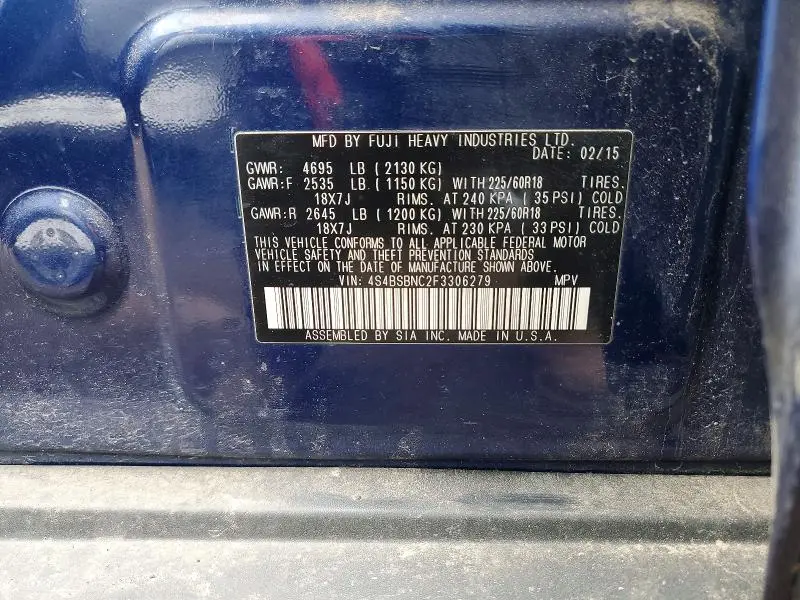 MFD BY FUJI HEAVY INDUSTRIES LTD.
DATE: 02/15
GVWR: 4695 LB ( 2130 KG)
GAWR:F 2535 LB ( 1150 KG) WITH 225/60R18 TIRES.
18X7J RIMS. AT 240 KPA ( 35 PSI) COLD
GAWR:R 2645 LB ( 1200 KG) WITH 225/60R18 TIRES.
18X7J RIMS. AT 230 KPA ( 33 PSI) COLD
THIS VEHICLE CONFORMS TO ALL APPLICABLE FEDERAL MOTOR
VEHICLE SAFETY AND THEFT PREVENTION STANDARDS
IN EFFECT ON THE DATE OF MANUFACTURE SHOWN ABOVE.
VIN: 4S4BSBNC2F3306279 MPV
ASSEMBLED BY SIA INC. MADE IN U.S.A.